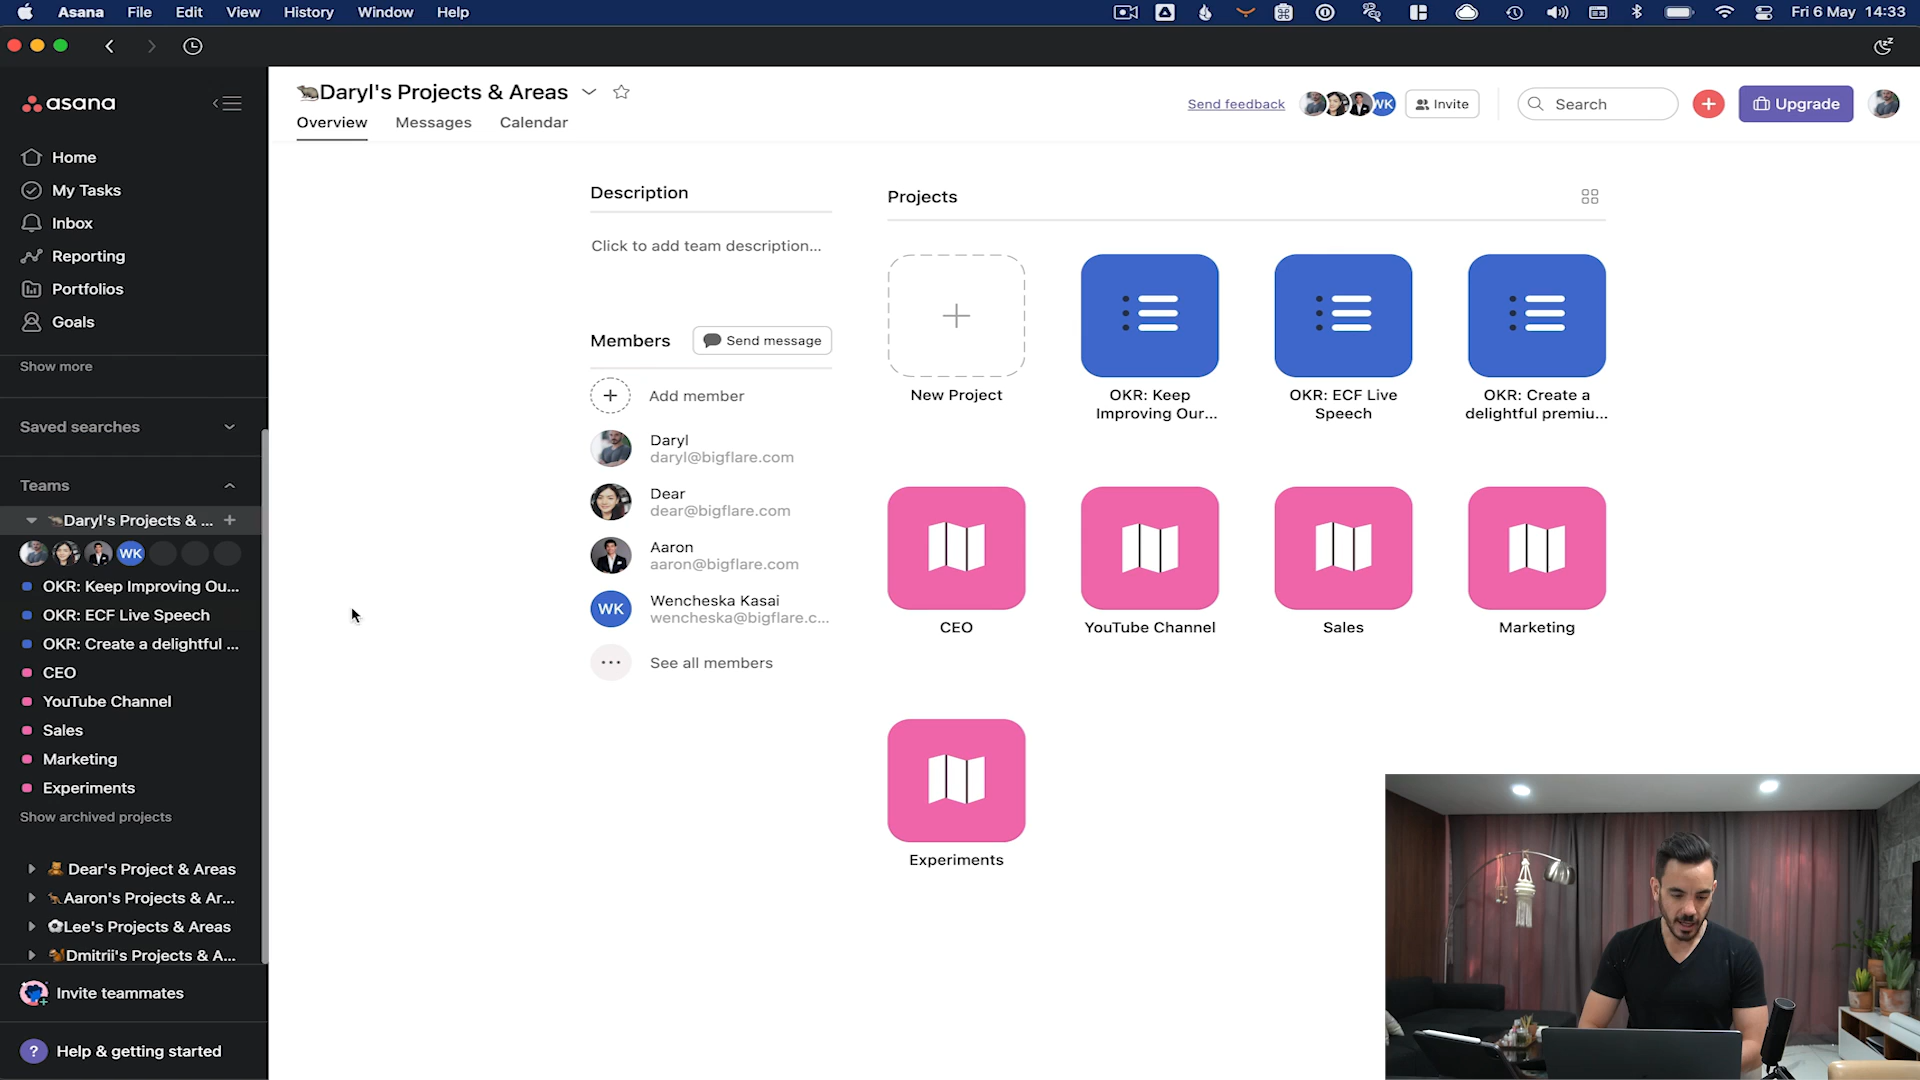 Asana File Edit View History Window Help
Fri 6 May 14:33
asana
Home
My Tasks
Inbox
Reporting
Portfolios
Goals
Show more
Saved searches
Teams
Daryl's Projects & ...
WK
OKR: Keep Improving Ou...
OKR: ECF Live Speech
OKR: Create a delightful ...
CEO
YouTube Channel
Sales
Marketing
Experiments
Show archived projects
Dear's Project & Areas
Aaron's Projects & Ar...
Lee's Projects & Areas
Dmitrii's Projects & A...
Invite teammates
? Help & getting started
Daryl's Projects & Areas
Overview Messages Calendar
Send feedback
WK
Invite
Search
Upgrade
Description
Click to add team description...
Members
Send message
Add member
Daryl
daryl@bigflare.com
Dear
dear@bigflare.com
Aaron
aaron@bigflare.com
WK
Wencheska Kasai
wencheska@bigflare.c...
See all members
Projects
New Project
OKR: Keep
Improving Our...
OKR: ECF Live
Speech
OKR: Create a
delightful premiu...
CEO
YouTube Channel
Sales
Marketing
Experiments